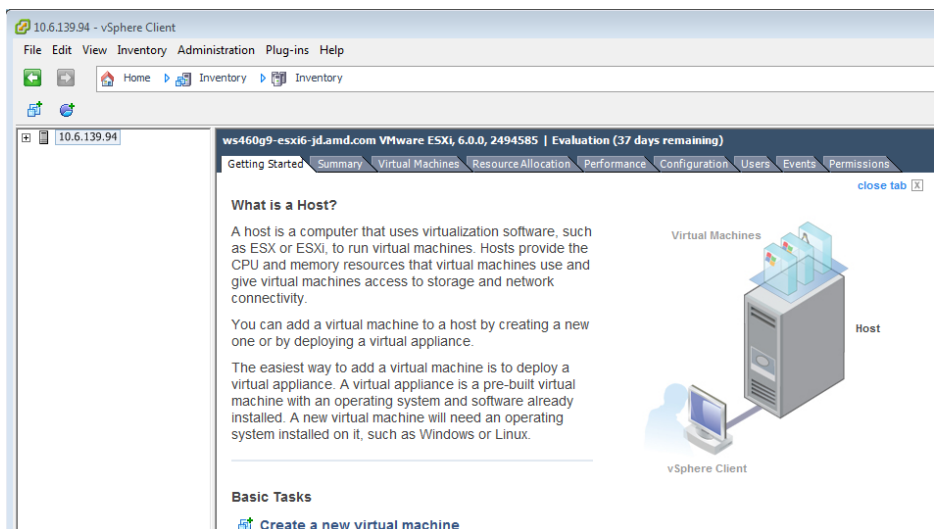 10.6.139.94 - vSphere Client
File Edit View Inventory Administration Plug-ins Help
Home Inventory Inventory
10.6.139.94
ws460g9-esxi6-jd.amd.com VMware ESXi, 6.0.0, 2494585 | Evaluation (37 days remaining)
Getting Started Summary Virtual Machines Resource Allocation Performance Configuration Users Events Permissions
close tab X
What is a Host?
A host is a computer that uses virtualization software, such
as ESX or ESXi, to run virtual machines. Hosts provide the
CPU and memory resources that virtual machines use and
give virtual machines access to storage and network
connectivity.
You can add a virtual machine to a host by creating a new
one or by deploying a virtual appliance.
The easiest way to add a virtual machine is to deploy a
virtual appliance. A virtual appliance is a pre-built virtual
machine with an operating system and software already
installed. A new virtual machine will need an operating
system installed on it, such as Windows or Linux.
Virtual Machines
Host
vSphere Client
Basic Tasks
Create a new virtual machine